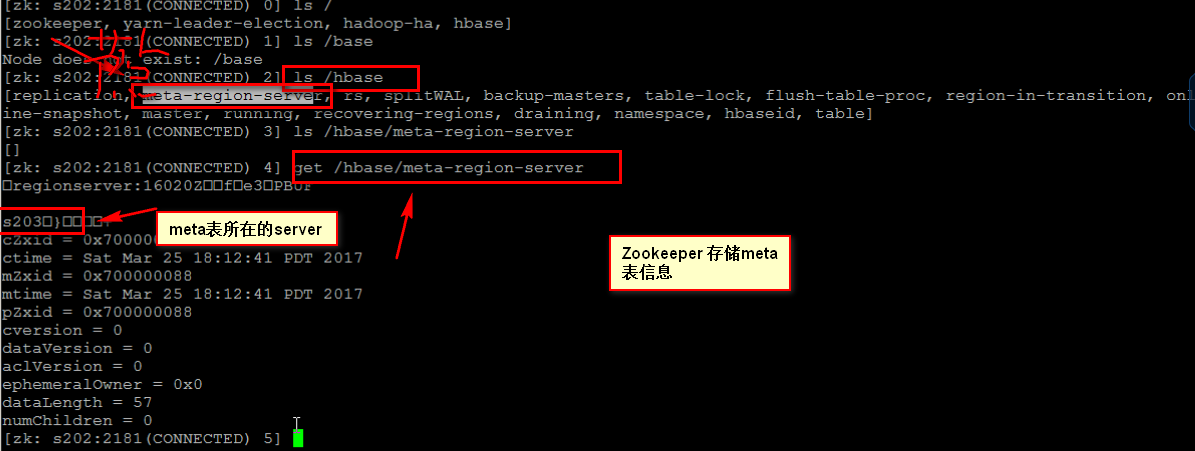 [zk: s202:2181(CONNECTED) 0] ls /
[zookeeper, yarn-leader-election, hadoop-ha, hbase]
[zk: s202:2181(CONNECTED) 1] ls /base
Node does not exist: /base
[zk: s202:2181(CONNECTED) 2] ls /hbase
[replication, meta-region-server, rs, splitWAL, backup-masters, table-lock, flush-table-proc, region-in-transition, onl
ine-snapshot, master, running, recovering-regions, draining, namespace, hbaseid, table]
[zk: s202:2181(CONNECTED) 3] ls /hbase/meta-region-server
[]
[zk: s202:2181(CONNECTED) 4] get /hbase/meta-region-server
□regionserver:16020Z□□f□e3□PBUF
s203□}□□□□
meta表所在的server
cZxid = 0x700000
ctime = Sat Mar 25 18:12:41 PDT 2017
mZxid = 0x700000088
mtime = Sat Mar 25 18:12:41 PDT 2017
pZxid = 0x700000088
cversion = 0
dataVersion = 0
aclVersion = 0
ephemeralOwner = 0x0
dataLength = 57
numChildren = 0
[zk: s202:2181(CONNECTED) 5]
Zookeeper 存储meta
表信息